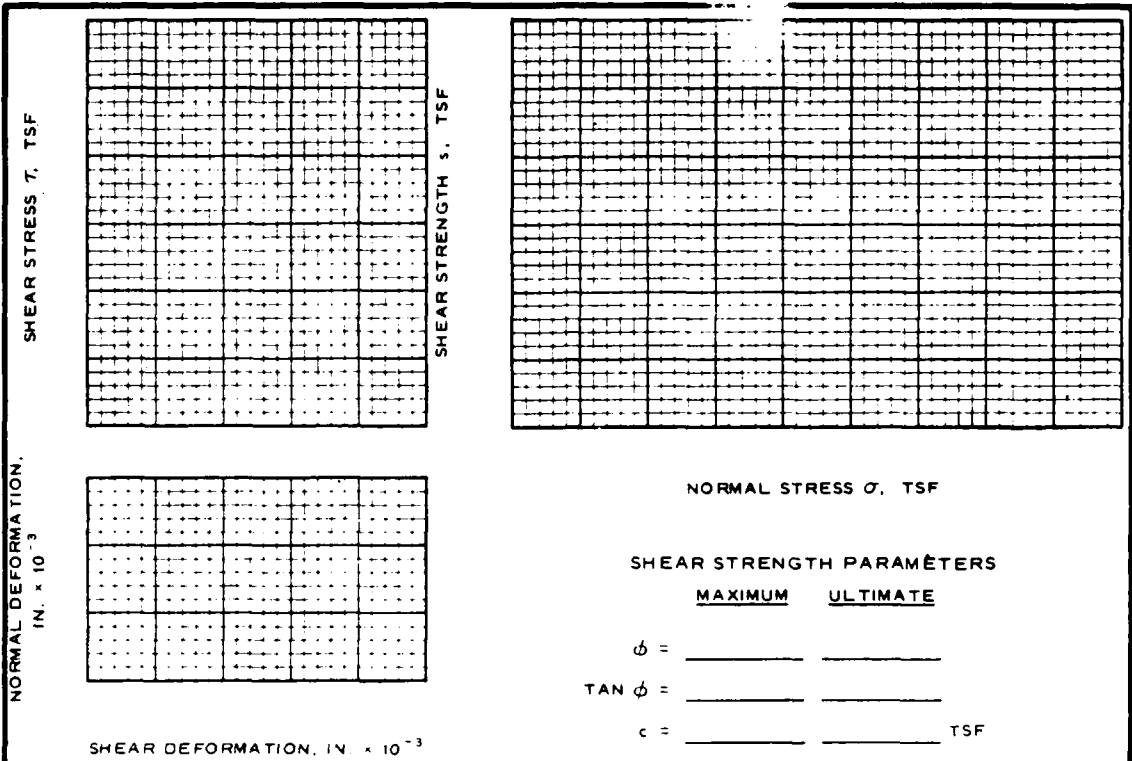 SHEAR STRESS τ, TSF
SHEAR STRENGTH s, TSF
NORMAL DEFORMATION,
IN. × 10⁻³
SHEAR DEFORMATION, IN. × 10⁻³
NORMAL STRESS σ, TSF
SHEAR STRENGTH PARAMETERS
MAXIMUM ULTIMATE
ϕ =
TAN ϕ =
c = TSF